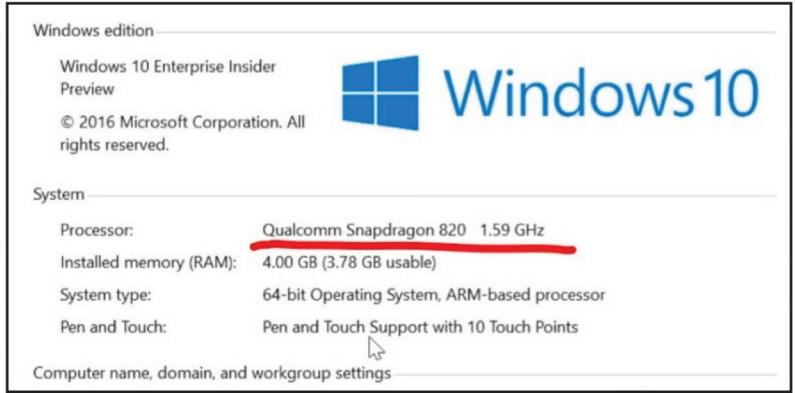 Windows edition
Windows 10 Enterprise Insider
Preview
© 2016 Microsoft Corporation. All
rights reserved.
Windows 10
System
Processor: Qualcomm Snapdragon 820 1.59 GHz
Installed memory (RAM): 4.00 GB (3.78 GB usable)
System type: 64-bit Operating System, ARM-based processor
Pen and Touch: Pen and Touch Support with 10 Touch Points
Computer name, domain, and workgroup settings